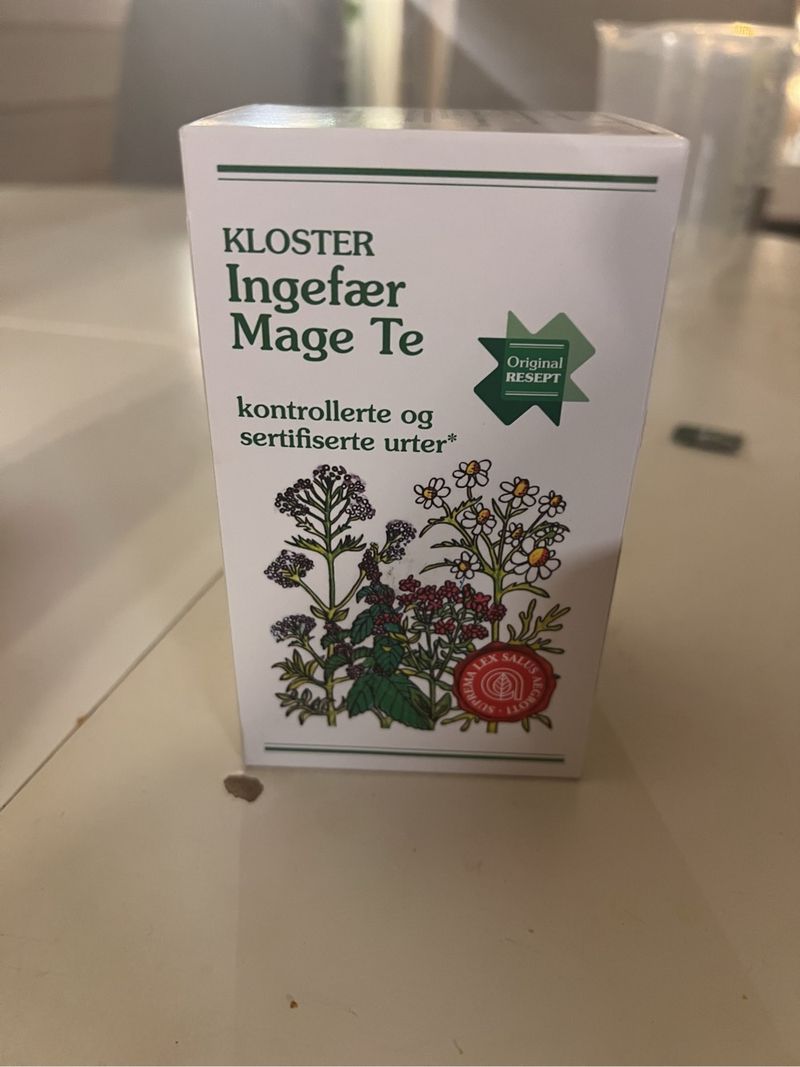 KLOSTER
Ingefær
Mage Te
Original
RESEPT
kontrollerte og
sertifiserte urter*
SUPREMA LEX SALUS AEGROTI